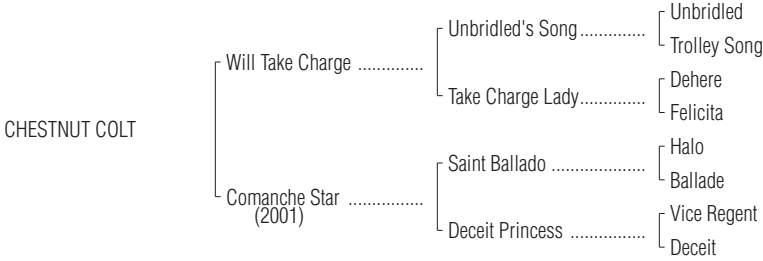 Unbridled
Unbridled's Song..............
Trolley Song
Will Take Charge ..............
Dehere
Take Charge Lady..............
Felicita
CHESTNUT COLT
Halo
Saint Ballado ....................
Ballade
Comanche Star ................
(2001)
Vice Regent
Deceit Princess ................
Deceit